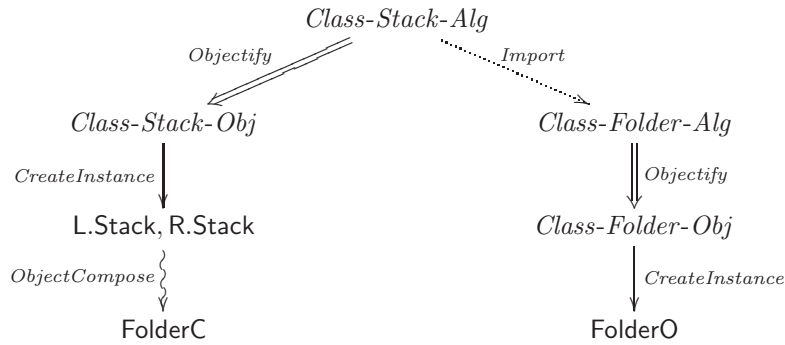 Class-Stack-Alg
Objectify
Import
Class-Stack-Obj
Class-Folder-Alg
CreateInstance
Objectify
L.Stack, R.Stack
Class-Folder-Obj
ObjectCompose
CreateInstance
FolderC
FolderO